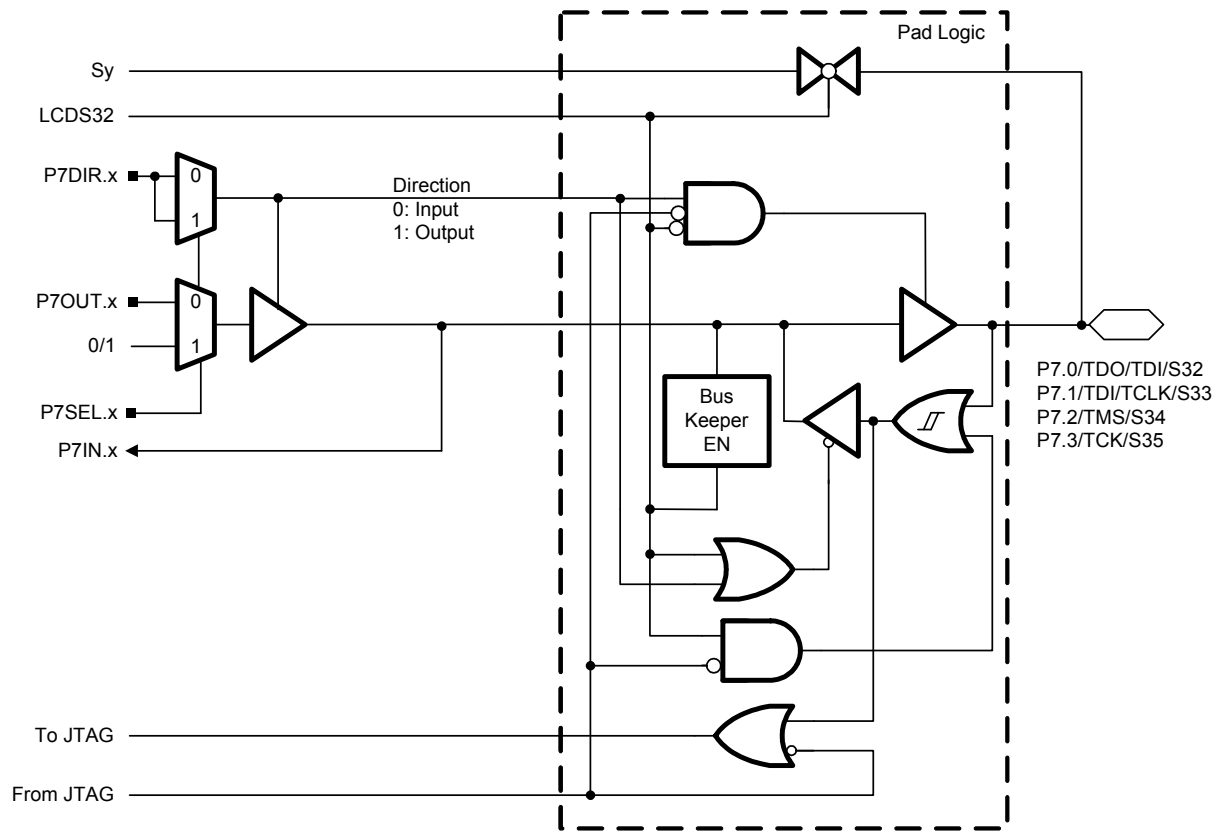 Pad Logic
Sy
LCDS32
P7DIR.x
0
1
Direction
0: Input
1: Output
P7OUT.x
0
0/1
1
P7SEL.x
P7IN.x
Bus
Keeper
EN
P7.0/TDO/TDI/S32
P7.1/TDI/TCLK/S33
P7.2/TMS/S34
P7.3/TCK/S35
To JTAG
From JTAG